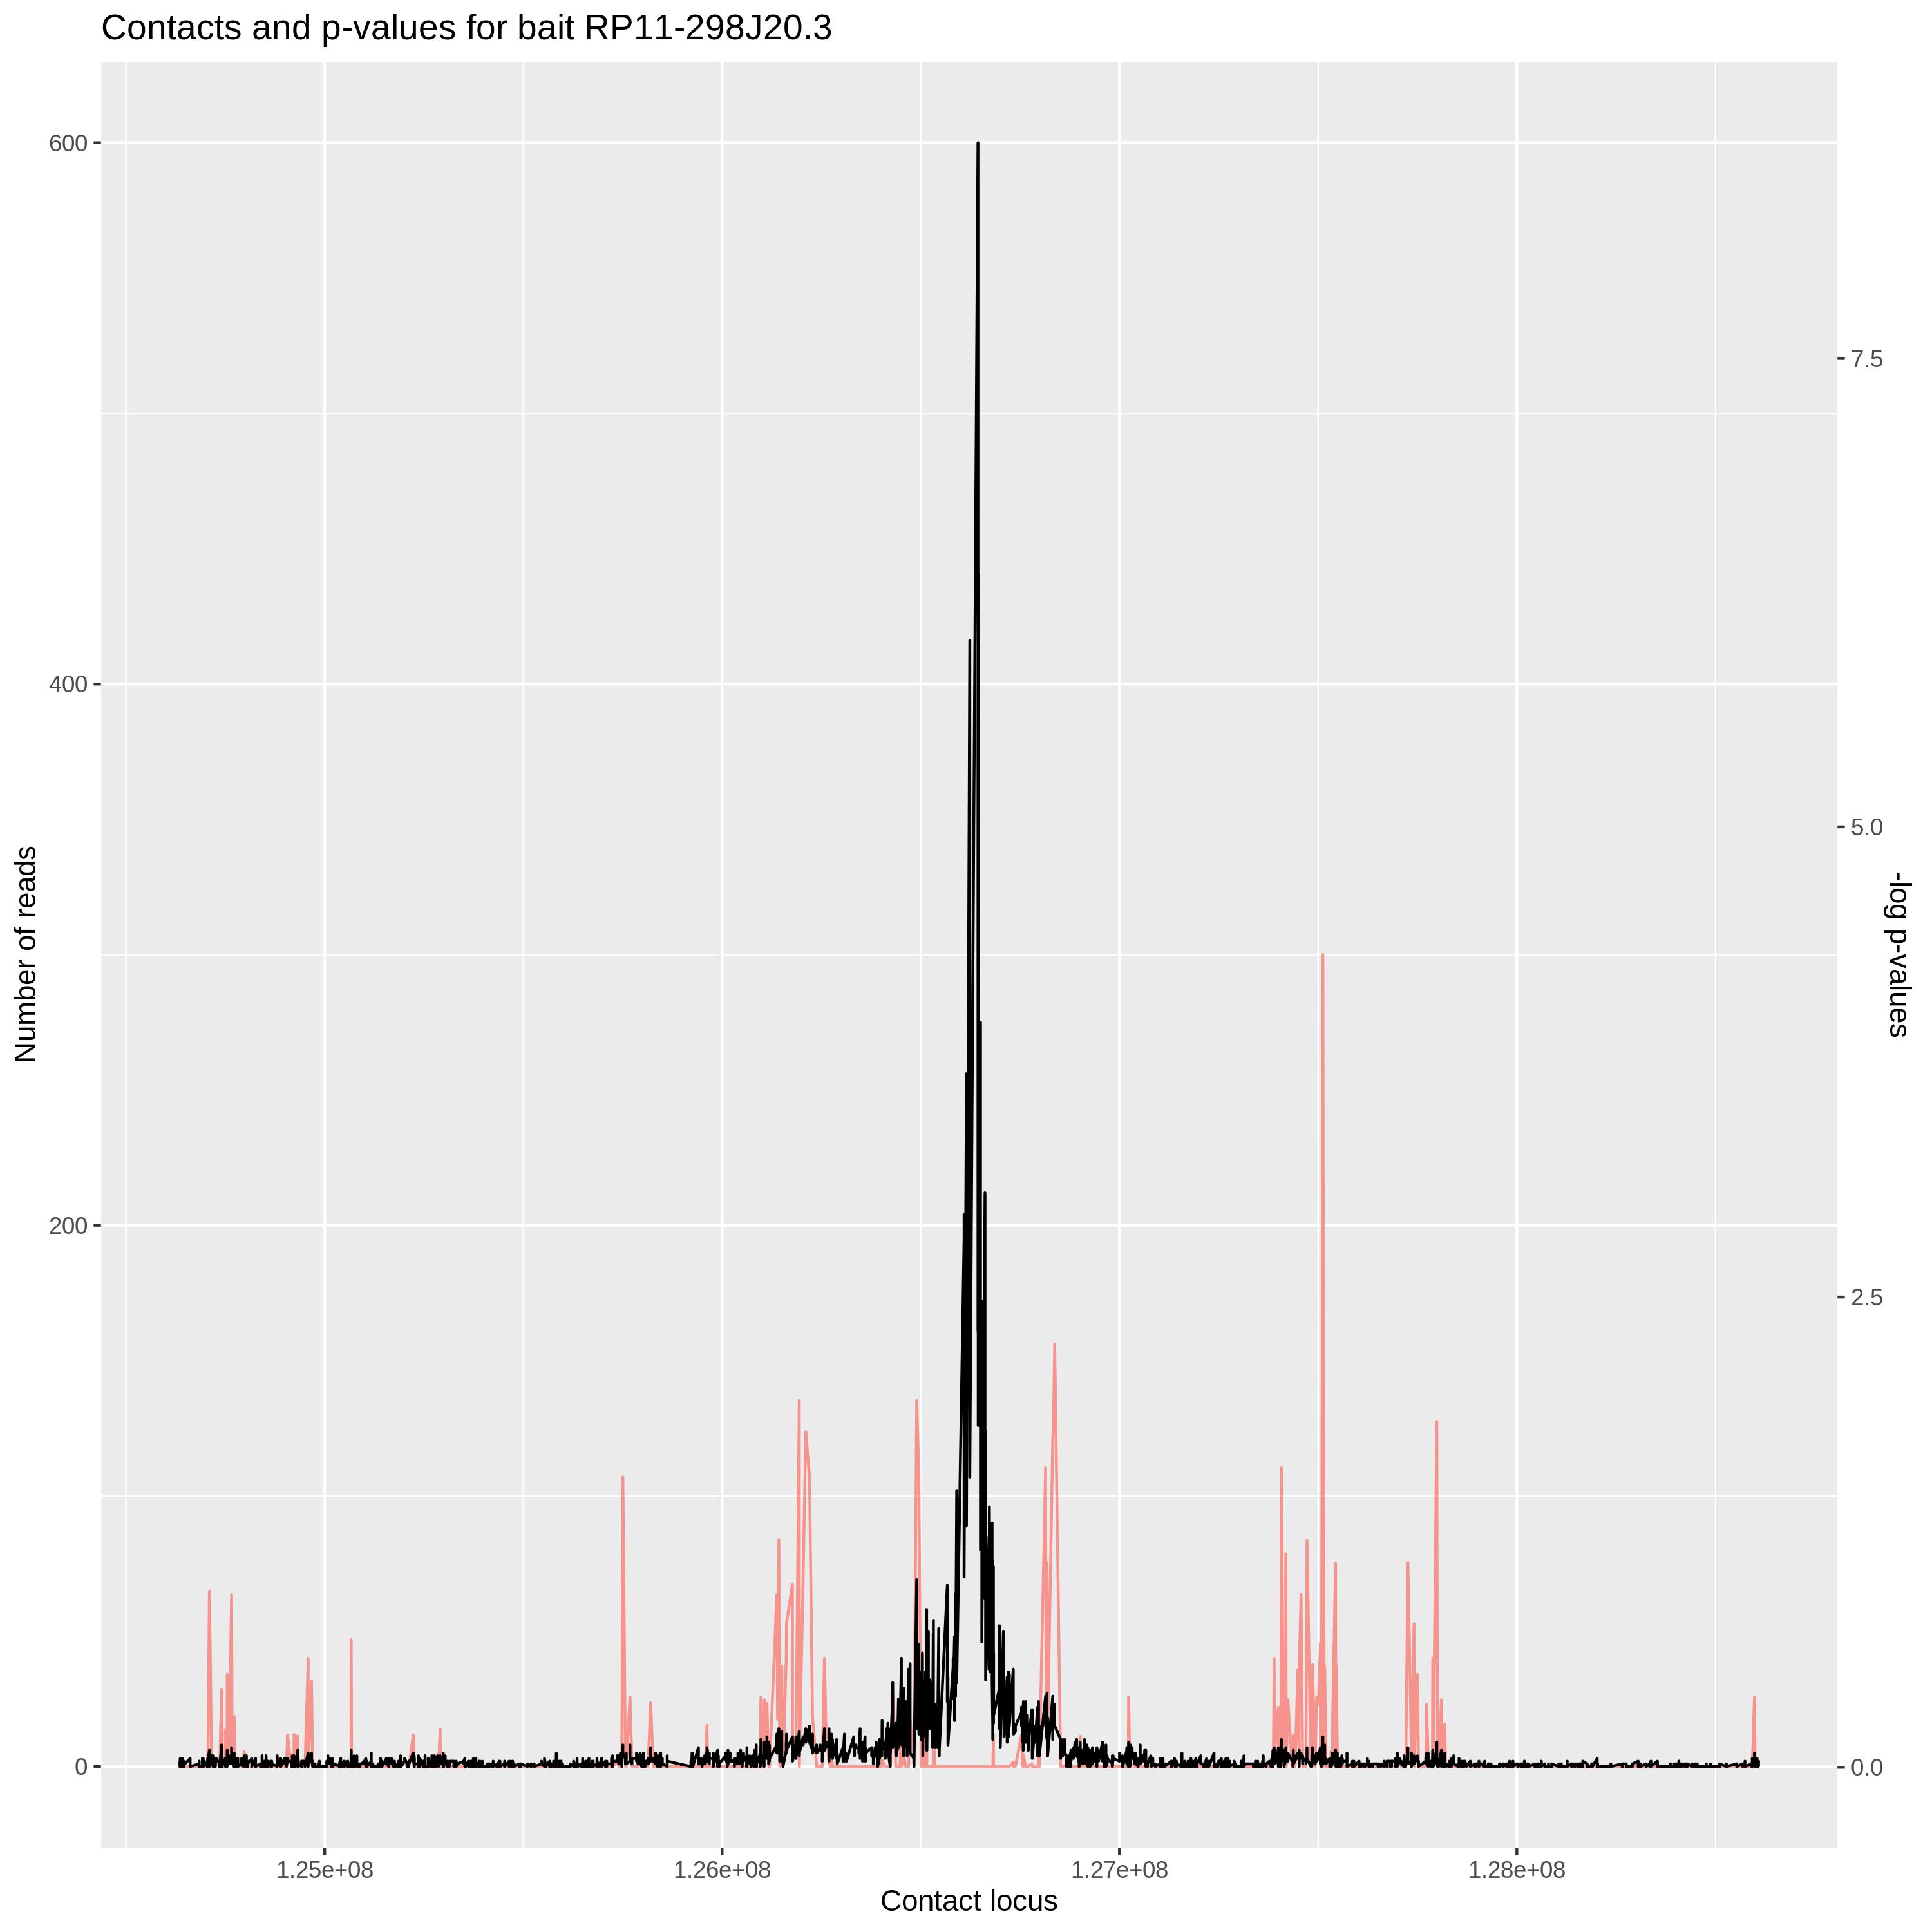 Contacts and p-values for bait RP11-298J20.3
600
400
200
0
Number of reads
7.5
5.0
2.5
0.0
-log p-values
1.25e+08
1.26e+08
1.27e+08
1.28e+08
Contact locus